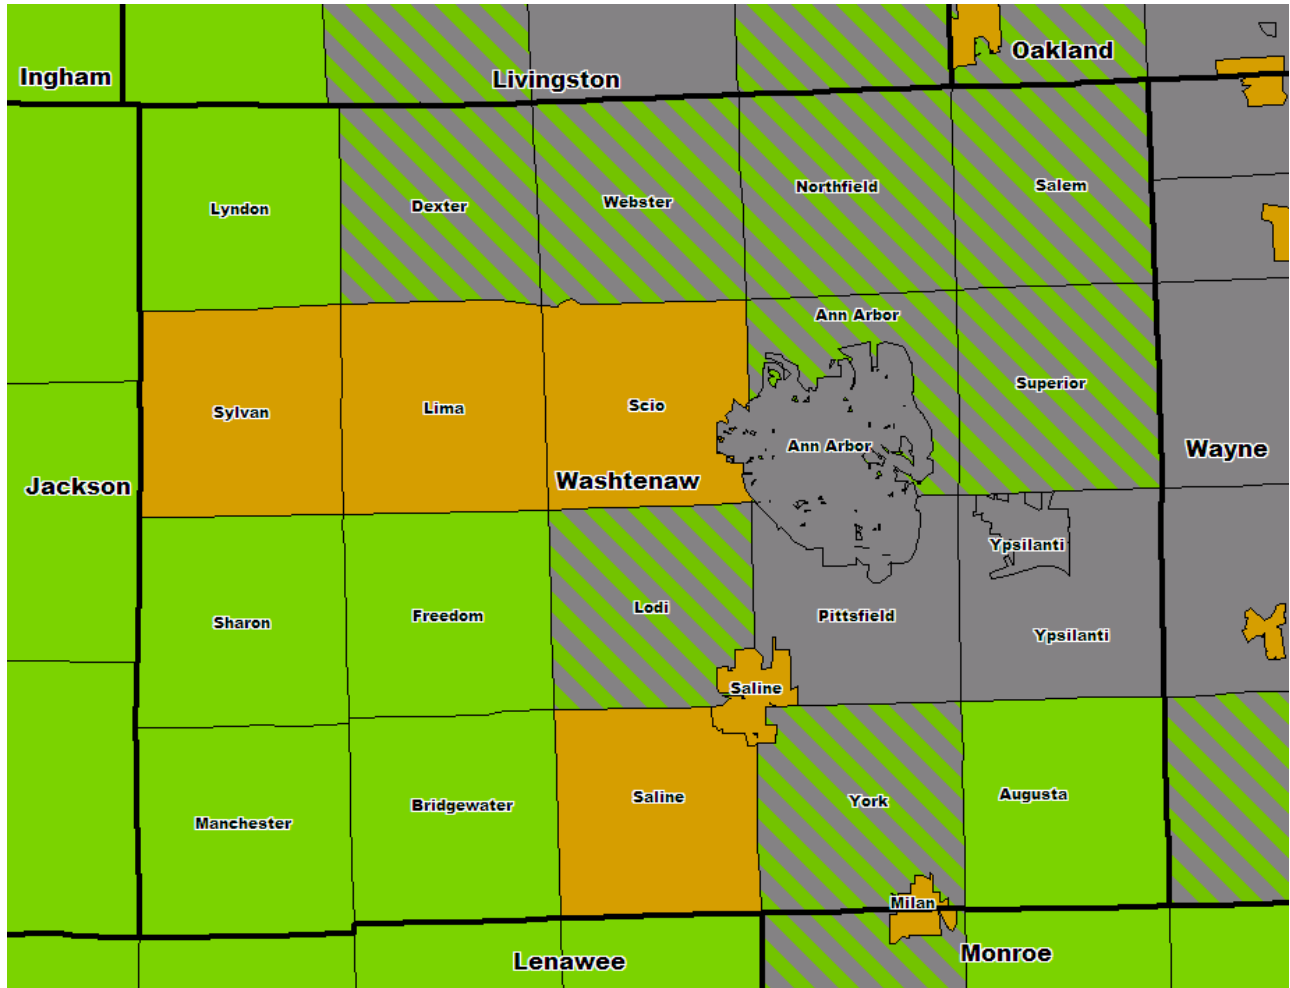 Oakland
Ingham
Livingston
Lyndon
Dexter
Webster
Northfield
Salem
Ann Arbor
Sylvan
Lima
Scio
Superior
Ann Arbor
Wayne
Jackson
Washtenaw
Ypsilanti
Sharon
Freedom
Lodi
Pittsfield
Ypsilanti
Saline
Manchester
Bridgewater
Saline
York
Augusta
Milan
Lenawee
Monroe